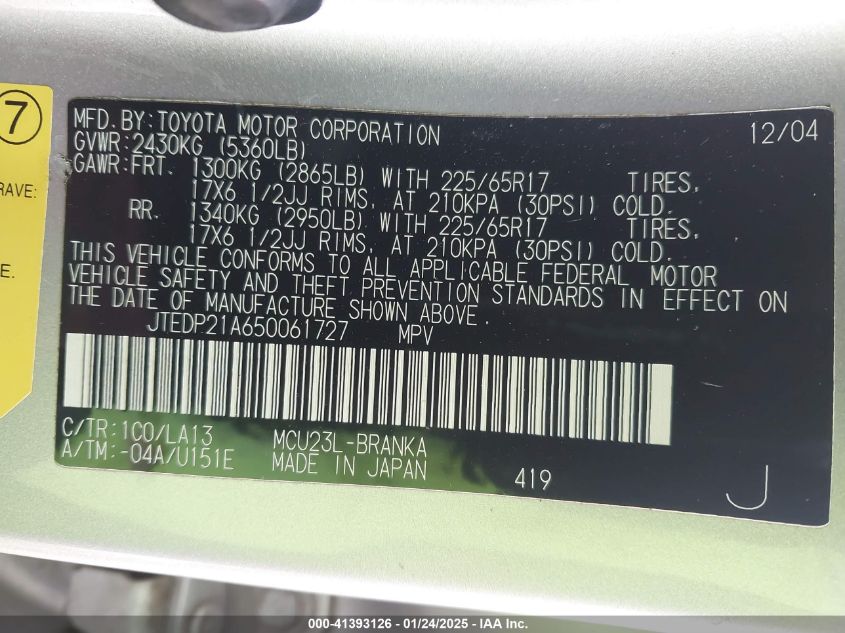 7
RAVE:
E.
MFD. BY: TOYOTA MOTOR CORPORATION 12/04
GVWR: 2430KG (5360LB)
GAWR: FRT. 1300KG (2865LB) WITH 225/65R17 TIRES,
17X6 1/2JJ RIMS, AT 210KPA (30PSI) COLD.
RR. 1340KG (2950LB) WITH 225/65R17 TIRES,
17X6 1/2JJ RIMS, AT 210KPA (30PSI) COLD.
THIS VEHICLE CONFORMS TO ALL APPLICABLE FEDERAL MOTOR
VEHICLE SAFETY AND THEFT PREVENTION STANDARDS IN EFFECT ON
THE DATE OF MANUFACTURE SHOWN ABOVE.
JTEDP21A650061727 MPV
C/TR: 1C0/LA13 MCU23L-BRANKA
A/TM: -04A/U151E MADE IN JAPAN 419
J
000-41393126 - 01/24/2025 - IAA Inc.